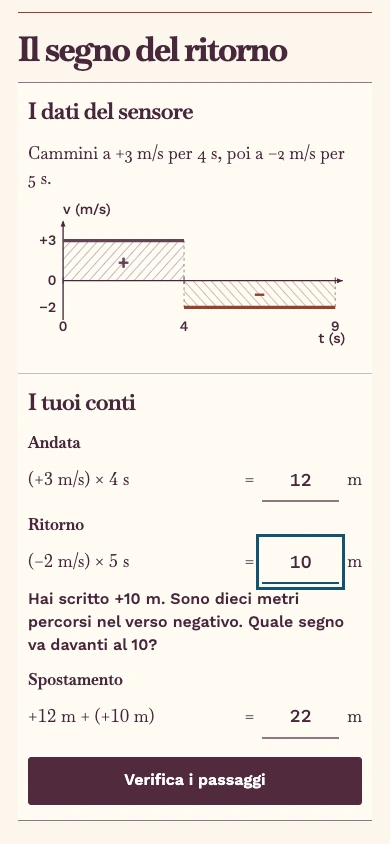 Il segno del ritorno
I dati del sensore
Cammini a +3 m/s per 4 s, poi a −2 m/s per
5 s.
v (m/s)
+3
+
0
−
−2
0 4 9
t (s)
I tuoi conti
Andata
(+3 m/s) × 4 s = 12 m
Ritorno
(−2 m/s) × 5 s = 10 m
Hai scritto +10 m. Sono dieci metri
percorsi nel verso negativo. Quale segno
va davanti al 10?
Spostamento
+12 m + (+10 m) = 22 m
Verifica i passaggi